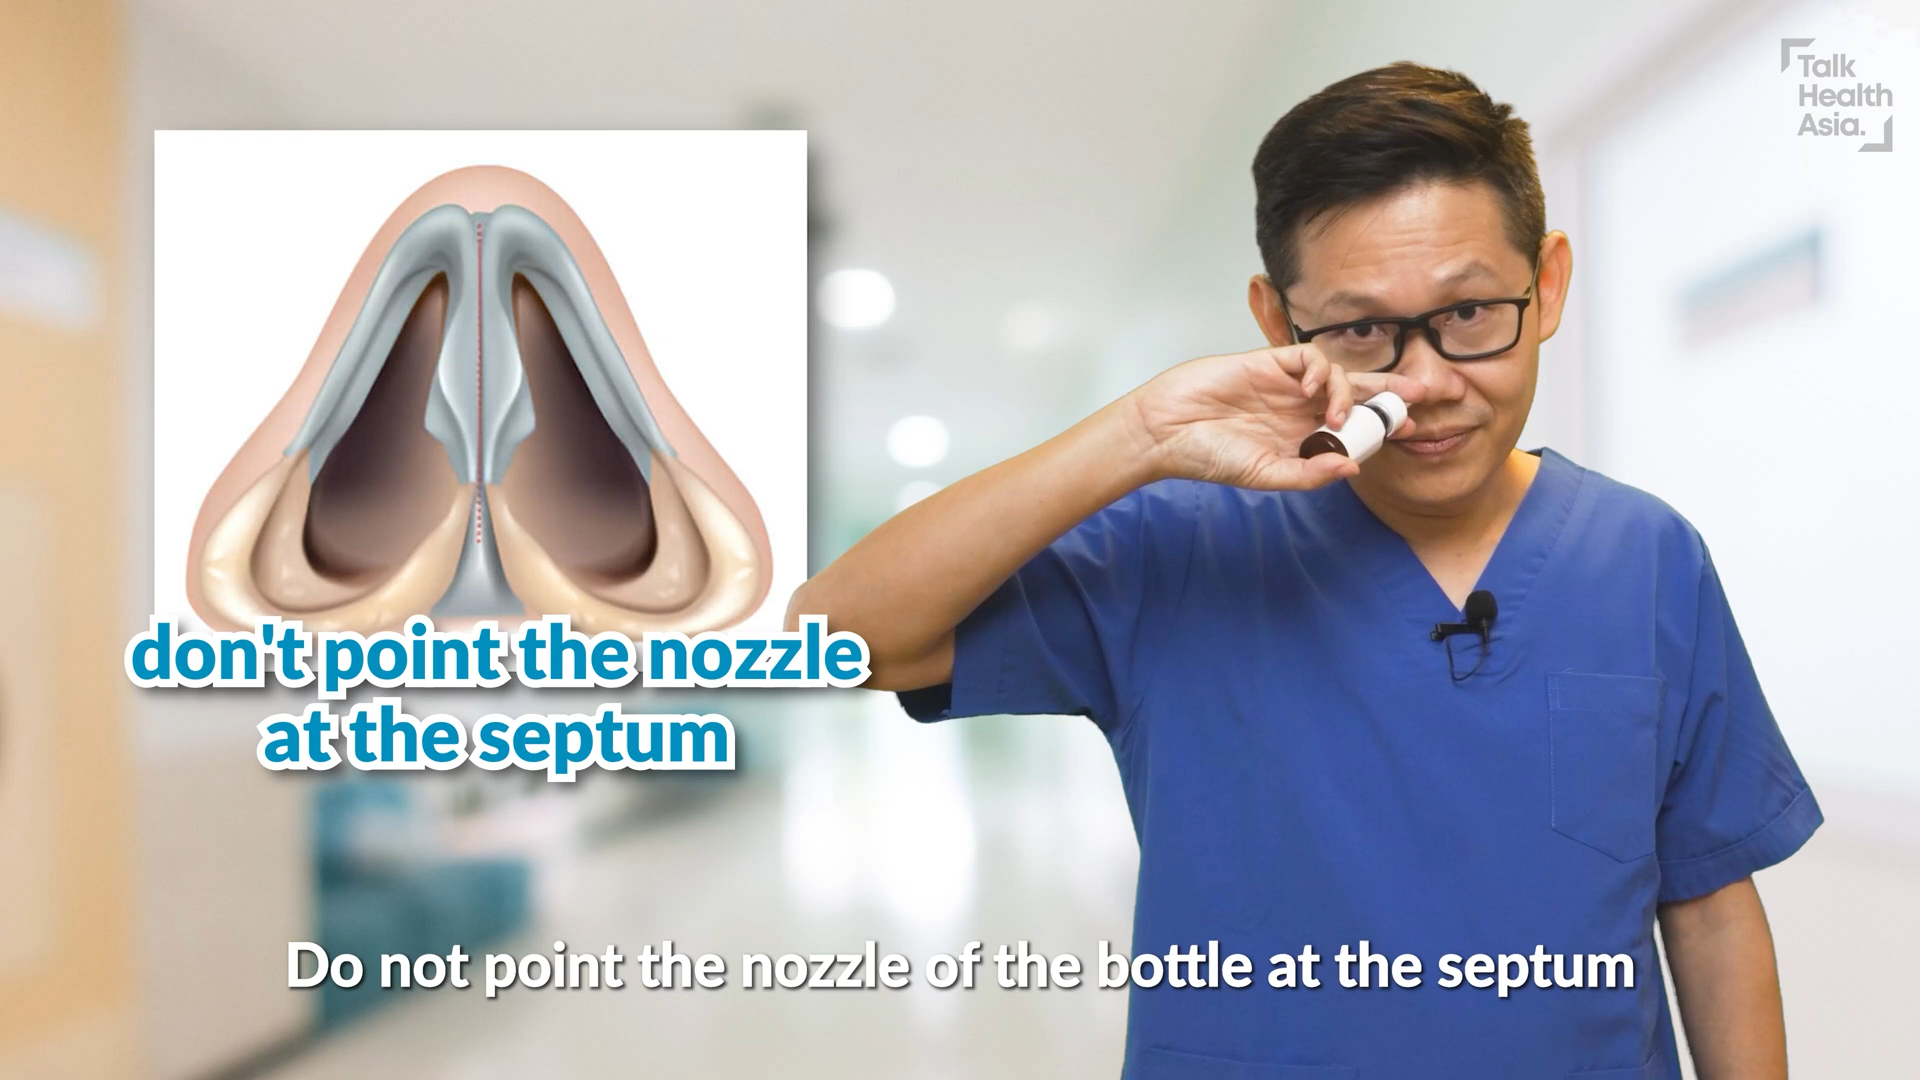 Talk
Health
Asia.
don't point the nozzle
at the septum
Do not point the nozzle of the bottle at the septum